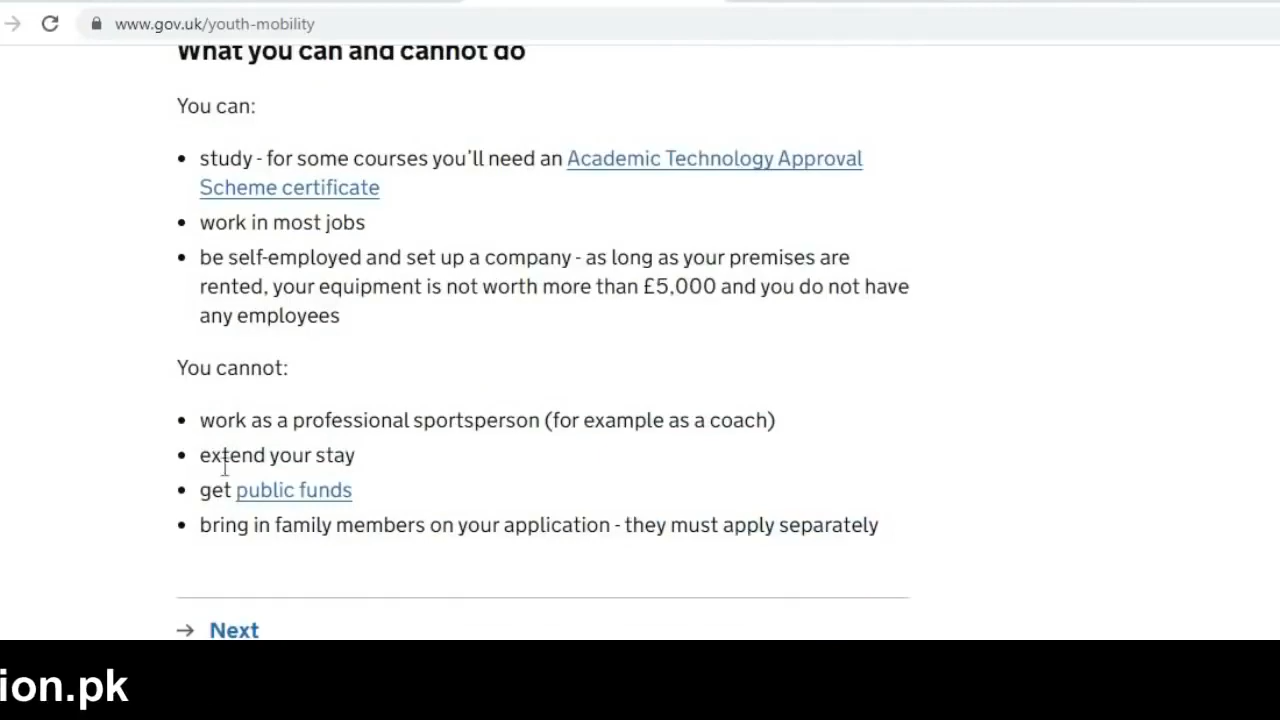 www.gov.uk/youth-mobility
What you can and cannot do
You can:
study - for some courses you'll need an Academic Technology Approval
Scheme certificate
work in most jobs
be self-employed and set up a company - as long as your premises are
rented, your equipment is not worth more than £5,000 and you do not have
any employees
You cannot:
work as a professional sportsperson (for example as a coach)
extend your stay
get public funds
bring in family members on your application - they must apply separately
→ Next
ion.pk